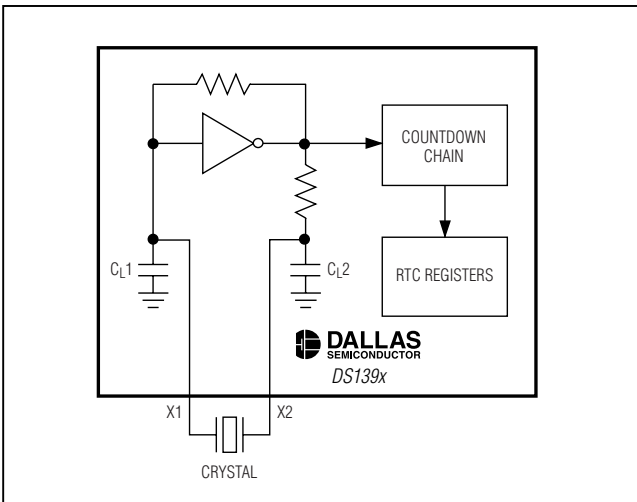 COUNTDOWN
CHAIN
RTC REGISTERS
CL1
CL2
DALLAS
SEMICONDUCTOR
DS139x
X1
X2
CRYSTAL